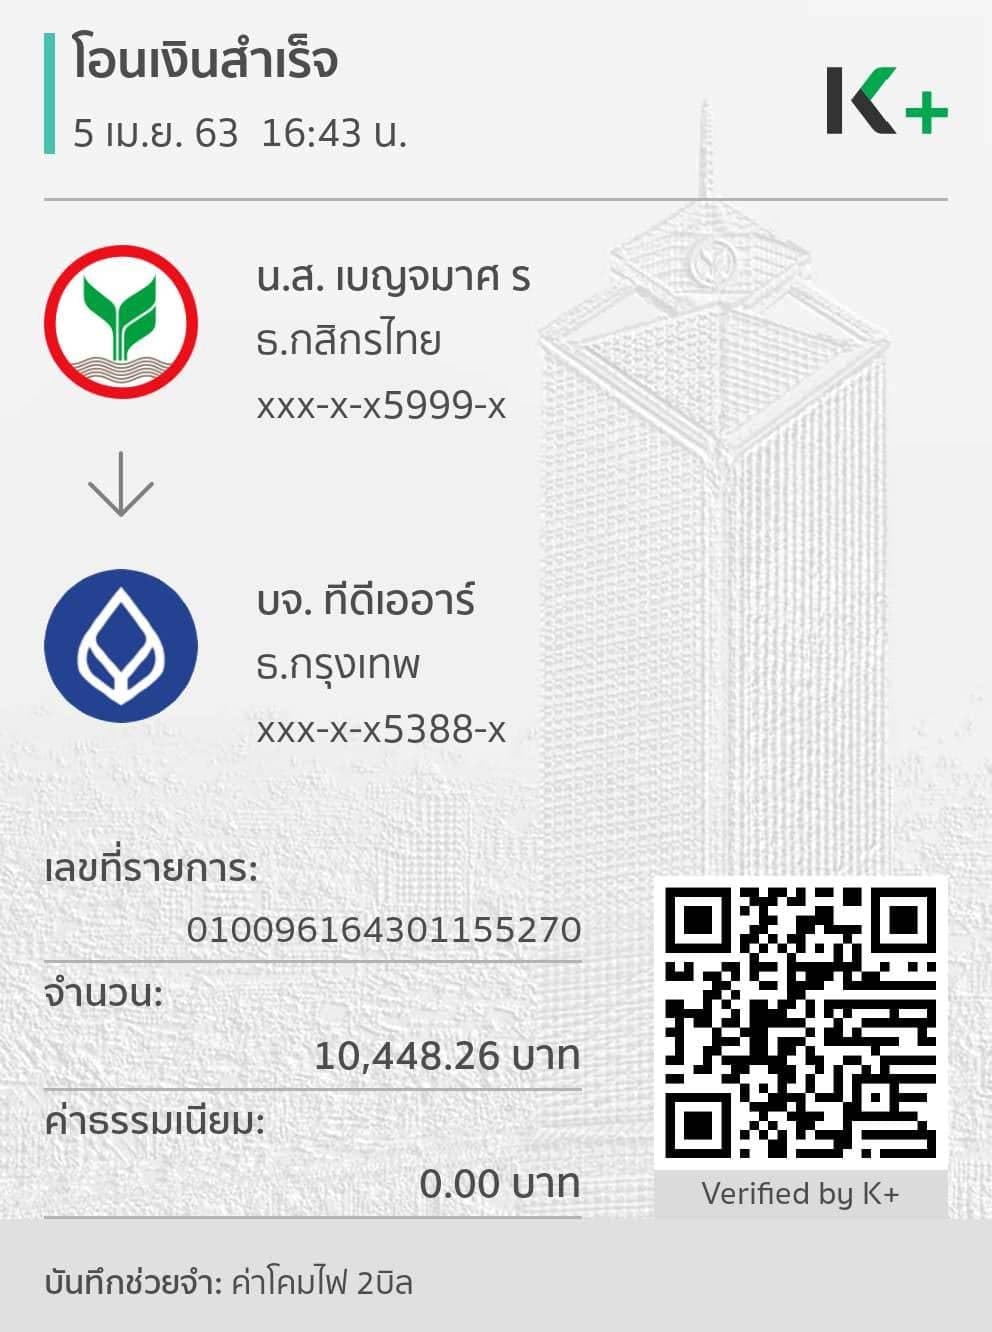 โอนเงินสำเร็จ
5 เม.ย. 63 16:43 น.
K+
น.ส. เบญจมาศ ร
ธ.กสิกรไทย
xxx-x-x5999-x
บจ. ทีดีเออาร์
ธ.กรุงเทพ
xxx-x-x5388-x
เลขที่รายการ:
010096164301155270
จำนวน:
10,448.26 บาท
ค่าธรรมเนียม:
0.00 บาท
Verified by K+
บันทึกช่วยจำ: ค่าโคมไฟ 2บิล